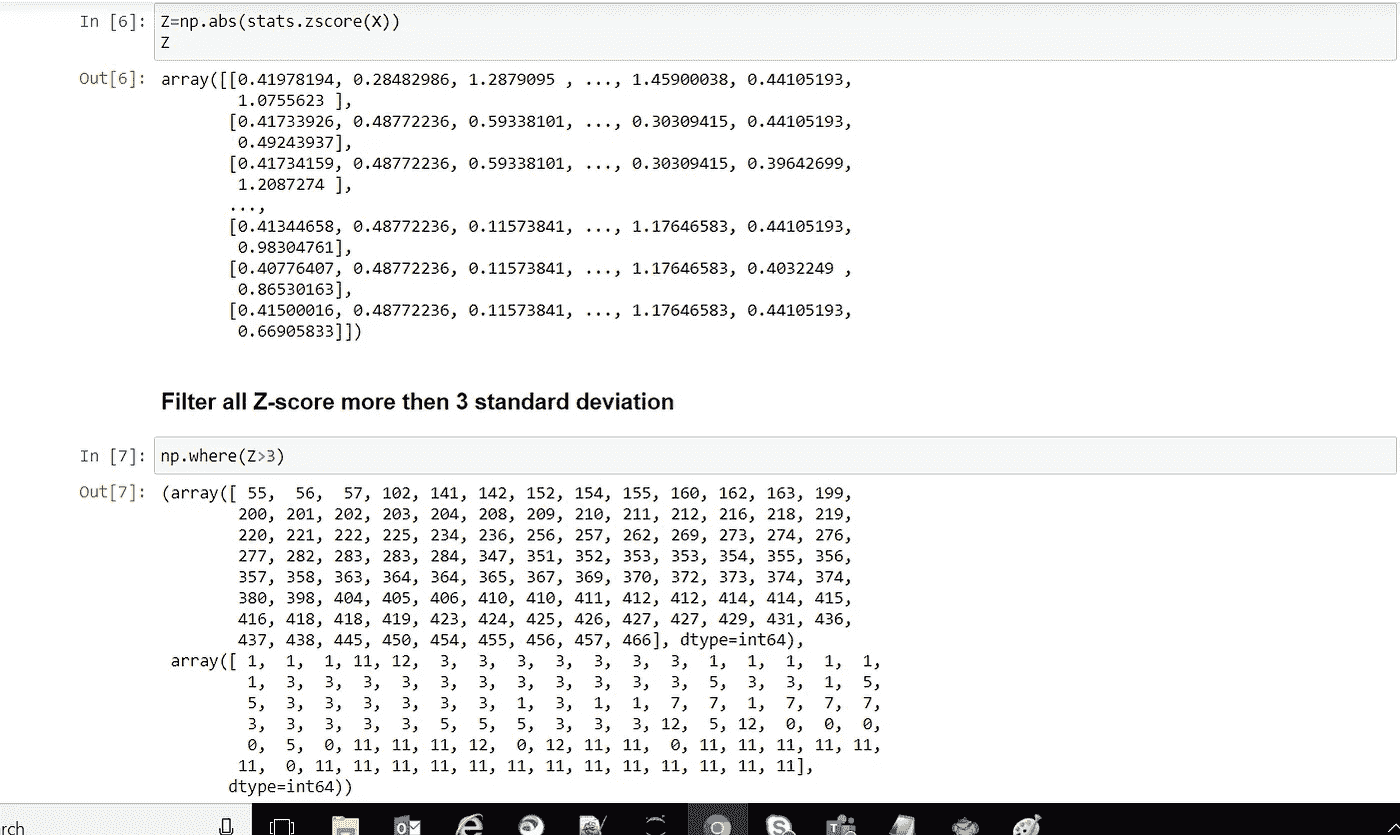 In [6]: Z=np.abs(stats.zscore(X))
Z
Out[6]: array([[0.41978194, 0.28482986, 1.2879095 , ..., 1.45900038, 0.44105193,
1.0755623 ],
[0.41733926, 0.48772236, 0.59338101, ..., 0.30309415, 0.44105193,
0.49243937],
[0.41734159, 0.48772236, 0.59338101, ..., 0.30309415, 0.39642699,
1.2087274 ],
...,
[0.41344658, 0.48772236, 0.11573841, ..., 1.17646583, 0.44105193,
0.98304761],
[0.40776407, 0.48772236, 0.11573841, ..., 1.17646583, 0.4032249 ,
0.86530163],
[0.41500016, 0.48772236, 0.11573841, ..., 1.17646583, 0.44105193,
0.66905833]])
Filter all Z-score more then 3 standard deviation
In [7]: np.where(Z>3)
Out[7]: (array([ 55, 56, 57, 102, 141, 142, 152, 154, 155, 160, 162, 163, 199,
200, 201, 202, 203, 204, 208, 209, 210, 211, 212, 216, 218, 219,
220, 221, 222, 225, 234, 236, 256, 257, 262, 269, 273, 274, 276,
277, 282, 283, 283, 284, 347, 351, 352, 353, 353, 354, 355, 356,
357, 358, 363, 364, 364, 365, 367, 369, 370, 372, 373, 374, 374,
380, 398, 404, 405, 406, 410, 410, 411, 412, 412, 414, 414, 415,
416, 418, 418, 419, 423, 424, 425, 426, 427, 427, 429, 431, 436,
437, 438, 445, 450, 454, 455, 456, 457, 466], dtype=int64),
array([ 1, 1, 1, 11, 12, 3, 3, 3, 3, 3, 3, 3, 1, 1, 1, 1, 1,
1, 3, 3, 3, 3, 3, 3, 3, 3, 3, 3, 3, 5, 3, 3, 1, 5,
5, 3, 3, 3, 3, 3, 3, 1, 3, 1, 1, 7, 7, 1, 7, 7, 7,
3, 3, 3, 3, 3, 5, 5, 5, 3, 3, 3, 12, 5, 12, 0, 0, 0,
0, 5, 0, 11, 11, 11, 12, 0, 12, 11, 11, 0, 11, 11, 11, 11, 11,
11, 0, 11, 11, 11, 11, 11, 11, 11, 11, 11, 11, 11, 11, 11],
dtype=int64))
rch